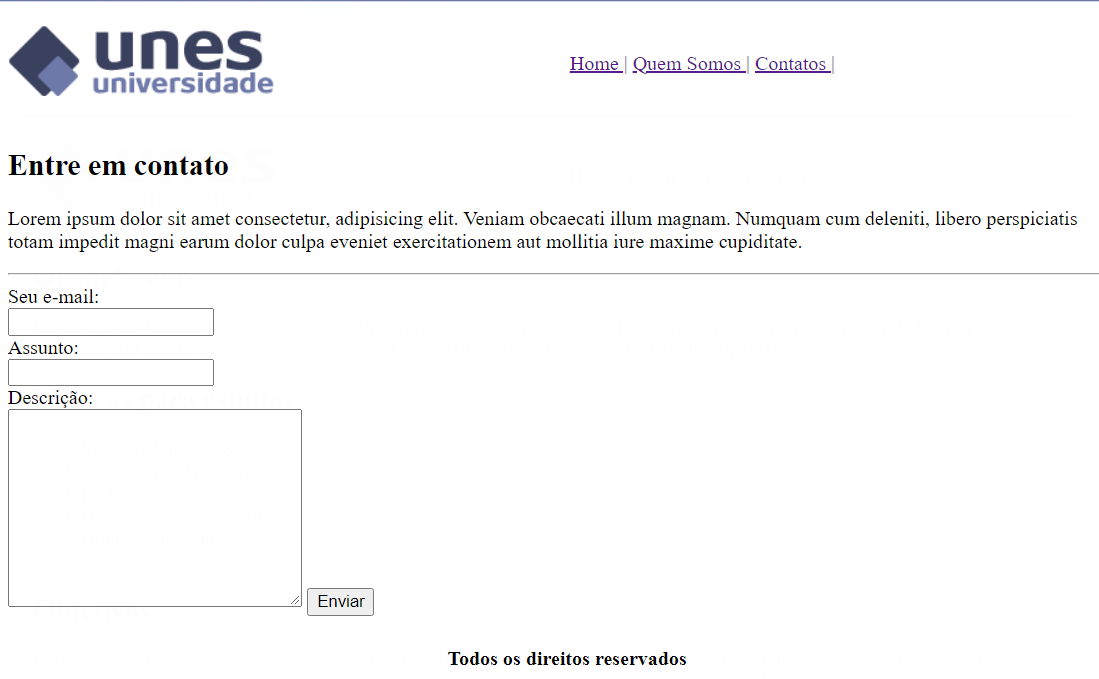 unes
universidade
Home | Quem Somos | Contatos |
Entre em contato
Lorem ipsum dolor sit amet consectetur, adipisicing elit. Veniam obcaecati illum magnam. Numquam cum deleniti, libero perspiciatis
totam impedit magni earum dolor culpa eveniet exercitationem aut mollitia iure maxime cupiditate.
Seu e-mail:
Assunto:
Descrição:
Enviar
Todos os direitos reservados